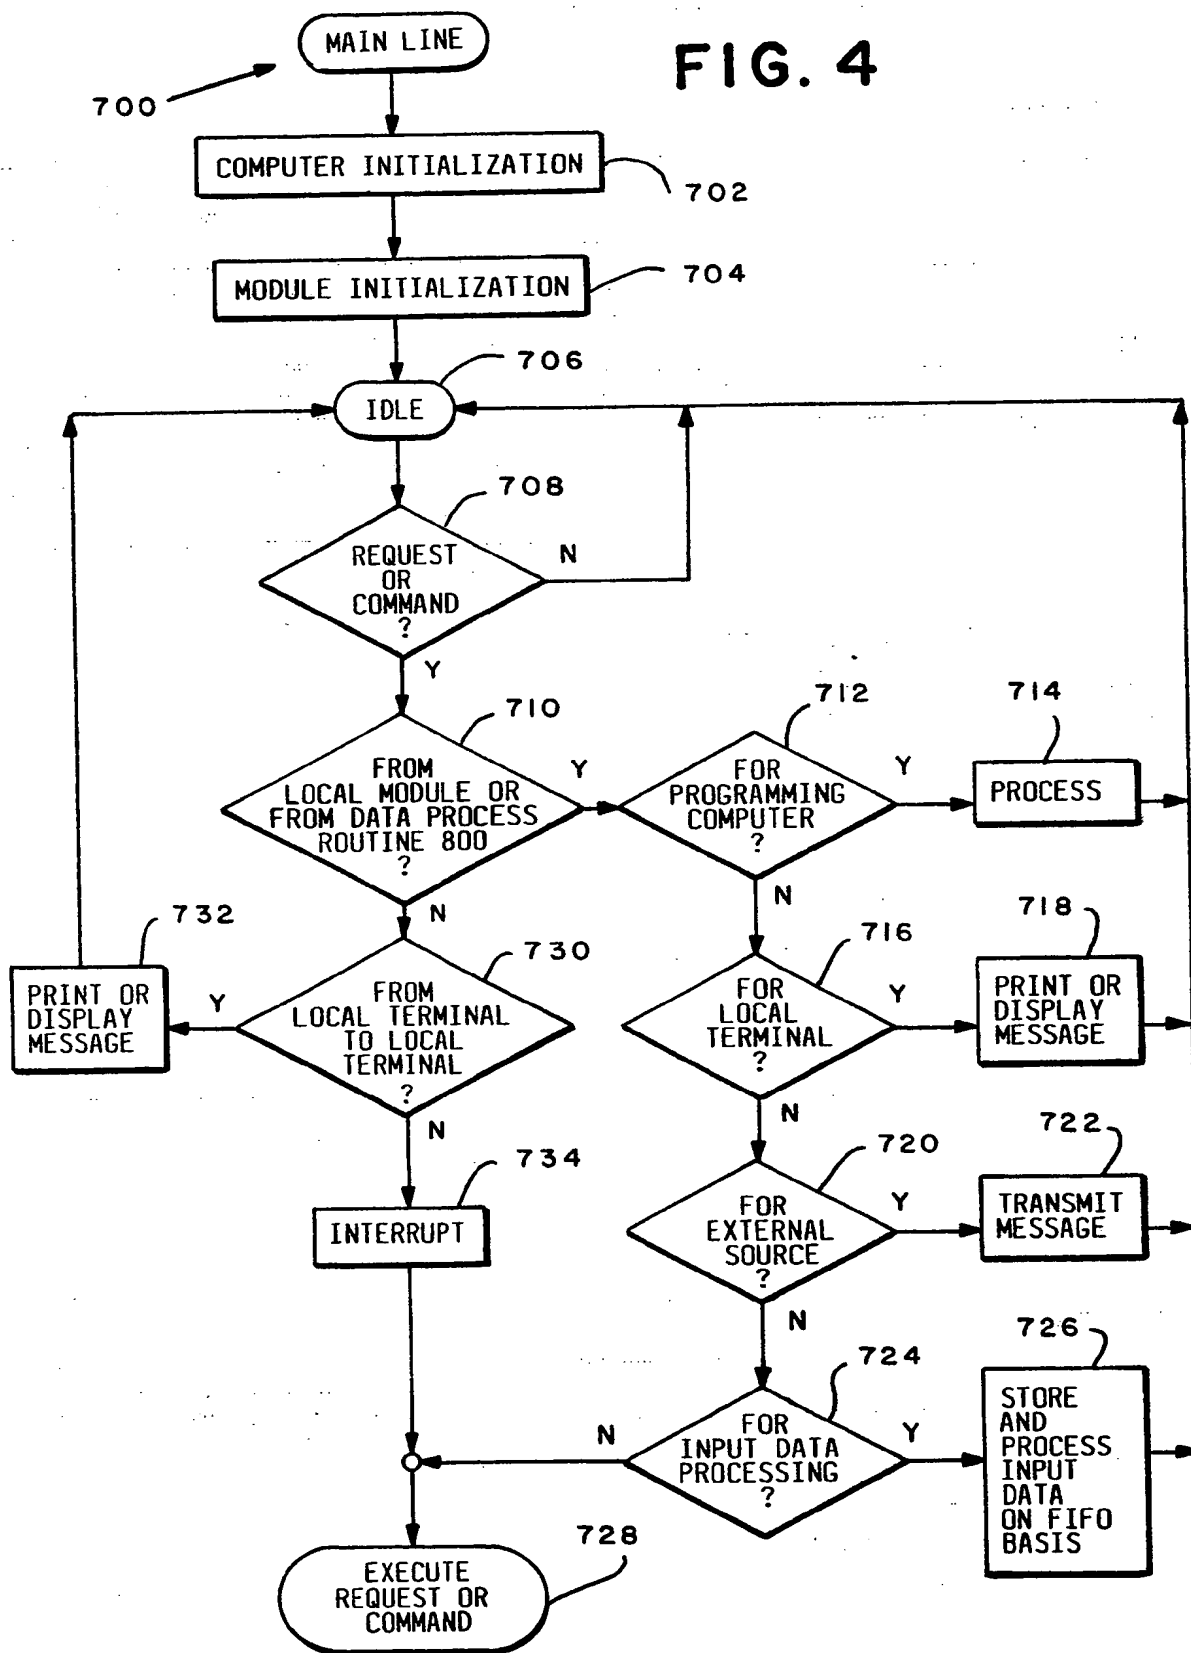 MAIN LINE
FIG. 4
700
COMPUTER INITIALIZATION
702
MODULE INITIALIZATION
704
706
IDLE
708
REQUEST
OR
COMMAND
?
N
Y
710
FROM
LOCAL MODULE OR
FROM DATA PROCESS
ROUTINE 800
?
Y
N
712
FOR
PROGRAMMING
COMPUTER
?
Y
N
714
PROCESS
732
PRINT OR
DISPLAY
MESSAGE
Y
730
FROM
LOCAL TERMINAL
TO LOCAL
TERMINAL
?
N
716
FOR
LOCAL
TERMINAL
?
Y
N
718
PRINT OR
DISPLAY
MESSAGE
734
INTERRUPT
720
FOR
EXTERNAL
SOURCE
?
Y
N
722
TRANSMIT
MESSAGE
724
FOR
INPUT DATA
PROCESSING
?
N
Y
726
STORE
AND
PROCESS
INPUT
DATA
ON FIFO
BASIS
728
EXECUTE
REQUEST OR
COMMAND